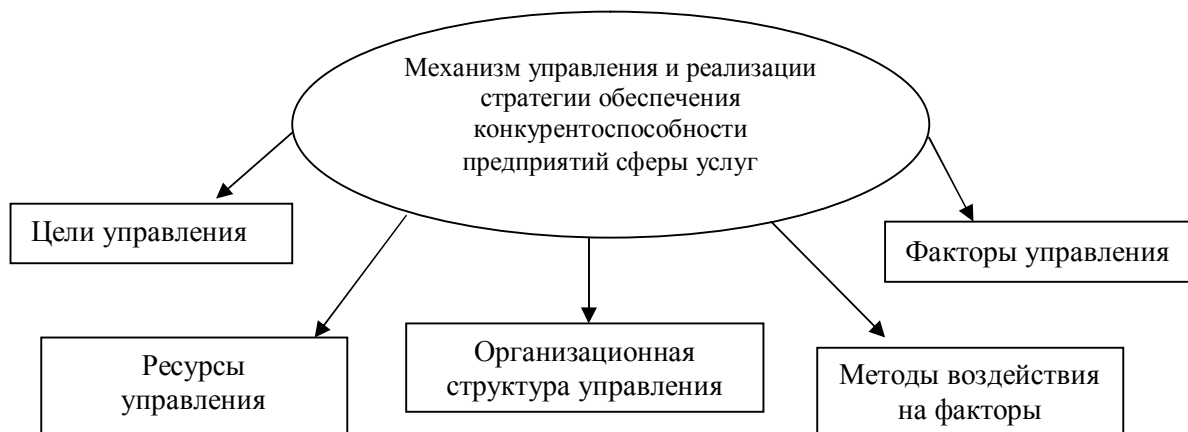 Механизм управления и реализации
стратегии обеспечения
конкурентоспособности
предприятий сферы услуг
Цели управления
Факторы управления
Ресурсы
управления
Организационная
структура управления
Методы воздействия
на факторы